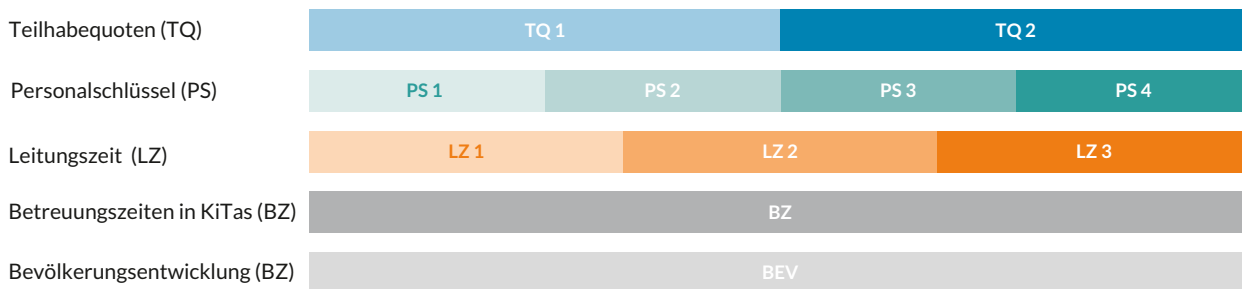 Teilhabequoten (TQ) TQ 1 TQ 2
Personalschlüssel (PS) PS 1 PS 2 PS 3 PS 4
Leitungszeit (LZ) LZ 1 LZ 2 LZ 3
Betreuungszeiten in KiTas (BZ) BZ
Bevölkerungsentwicklung (BZ) BEV